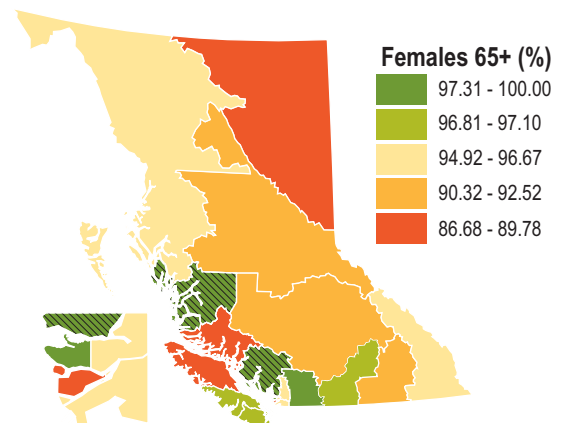 Females 65+ (%)
97.31 - 100.00
96.81 - 97.10
94.92 - 96.67
90.32 - 92.52
86.68 - 89.78